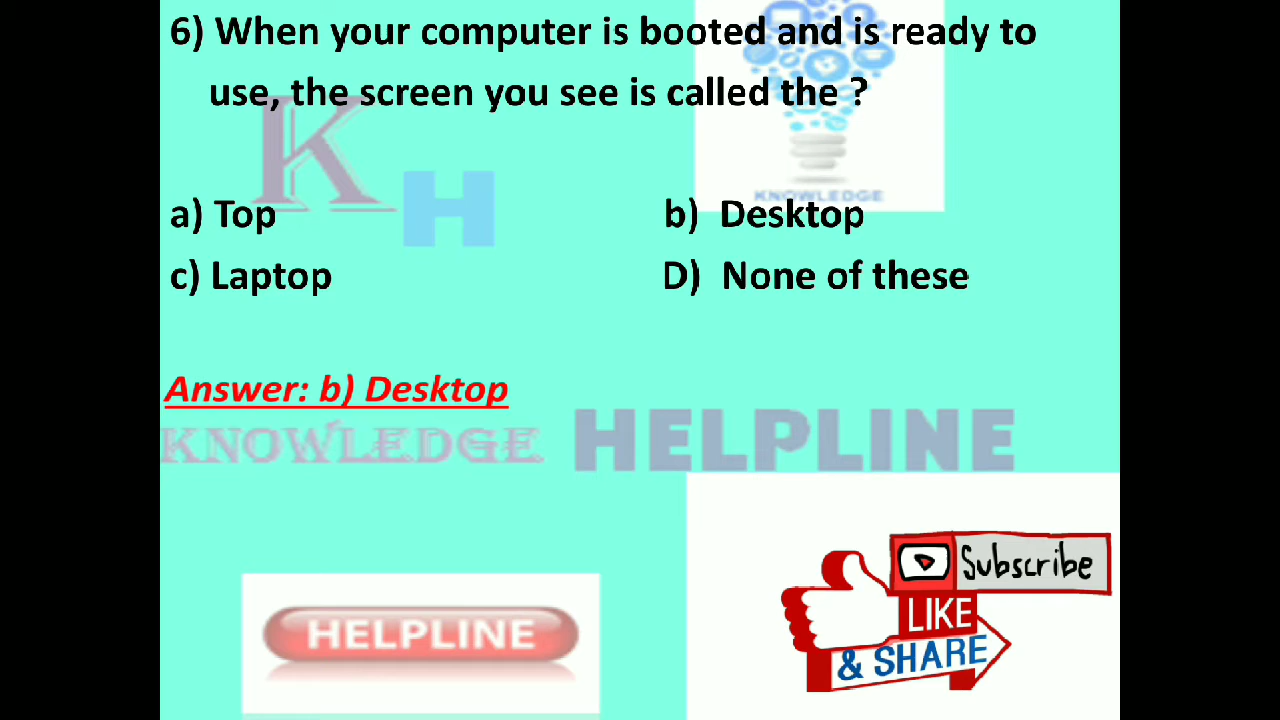 6) When your computer is booted and is ready to
use, the screen you see is called the ?
K
H
KNOWLEDGE
a) Top b) Desktop
c) Laptop D) None of these
Answer: b) Desktop
KNOWLEDGE HELPLINE
Subscribe
LIKE
& SHARE
HELPLINE